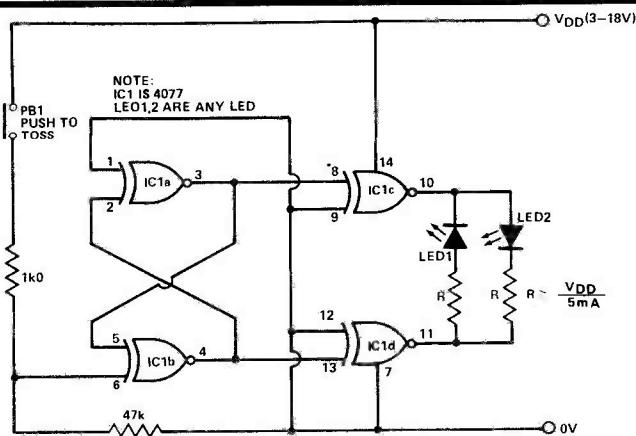 VDD(3–18V)
NOTE:
IC1 IS 4077
LEO1,2 ARE ANY LED
PB1
PUSH TO
TOSS
1
2
3
IC1a
8
9
14
10
IC1c
LED1
LED2
1k0
R
R
R ~ VDD
5mA
5
6
4
IC1b
12
13
11
7
IC1d
47k
0V